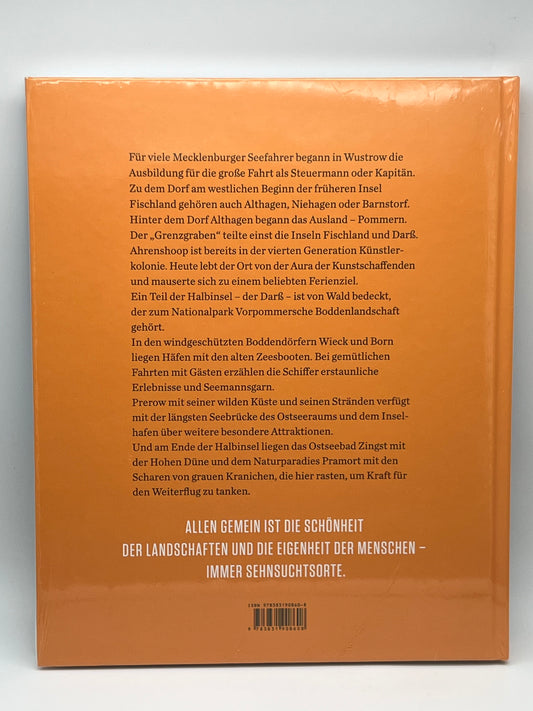 Für viele Mecklenburger Seefahrer begann in Wustrow die
Ausbildung für die große Fahrt als Steuermann oder Kapitän.
Zu dem Dorf am westlichen Beginn der früheren Insel
Fischland gehören auch Althagen, Niehagen oder Barnstorf.
Hinter dem Dorf Althagen begann das Ausland – Pommern.
Der „Grenzgraben“ teilte einst die Inseln Fischland und Darß.
Ahrenshoop ist bereits in der vierten Generation Künstler-
kolonie. Heute lebt der Ort von der Aura der Kunstschaffenden
und mauserte sich zu einem beliebten Ferienziel.
Ein Teil der Halbinsel – der Darß – ist von Wald bedeckt,
der zum Nationalpark Vorpommersche Boddenlandschaft
gehört.
In den windgeschützten Boddendörfern Wieck und Born
liegen Häfen mit den alten Zeesbooten. Bei gemütlichen
Fahrten mit Gästen erzählen die Schiffer erstaunliche
Erlebnisse und Seemannsgarn.
Prerow mit seiner wilden Küste und seinen Stränden verfügt
mit der längsten Seebrücke des Ostseeraums und dem Insel-
hafen über weitere besondere Attraktionen.
Und am Ende der Halbinsel liegen das Ostseebad Zingst mit
der Hohen Düne und dem Naturparadies Pramort mit den
Scharen von grauen Kranichen, die hier rasten, um Kraft für
den Weiterflug zu tanken.
ALLEN GEMEIN IST DIE SCHÖNHEIT
DER LANDSCHAFTEN UND DIE EIGENHEIT DER MENSCHEN –
IMMER SEHNSUCHTSORTE.
ISBN 9783831908608
9 783831 908608